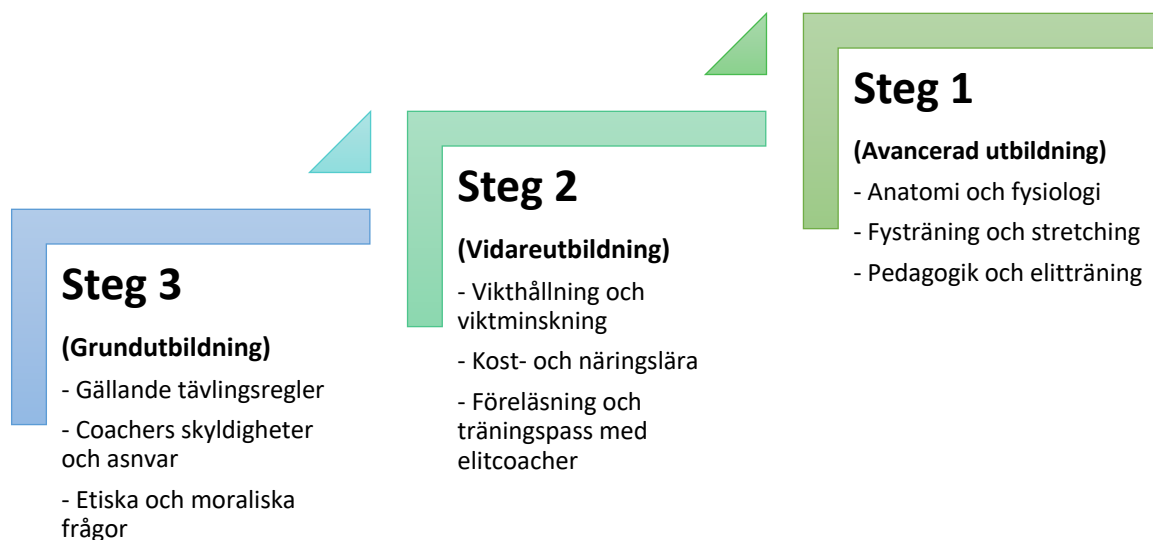 Steg 3
(Grundutbildning)
- Gällande tävlingsregler
- Coachers skyldigheter
och asnvar
- Etiska och moraliska
frågor
Steg 2
(Vidareutbildning)
- Vikthållning och
viktminskning
- Kost- och näringslära
- Föreläsning och
träningspass med
elitcoacher
Steg 1
(Avancerad utbildning)
- Anatomi och fysiologi
- Fysträning och stretching
- Pedagogik och elitträning